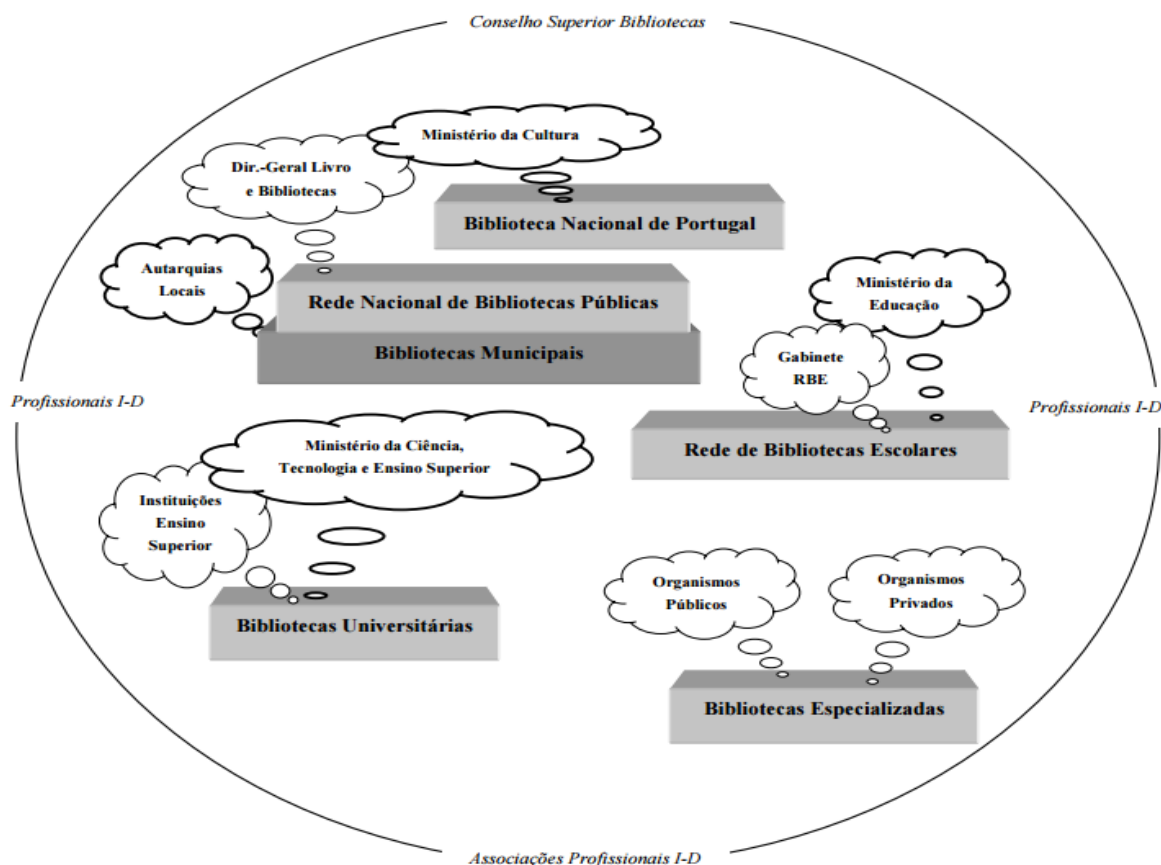 Conselho Superior Bibliotecas
Ministério da Cultura
Dir.-Geral Livro
e Bibliotecas
Biblioteca Nacional de Portugal
Autarquias
Locais
Rede Nacional de Bibliotecas Públicas
Bibliotecas Municipais
Ministério da
Educação
Gabinete
RBE
Profissionais I-D
Profissionais I-D
Rede de Bibliotecas Escolares
Ministério da Ciência,
Tecnologia e Ensino Superior
Instituições
Ensino
Superior
Bibliotecas Universitárias
Organismos
Públicos
Organismos
Privados
Bibliotecas Especializadas
Associações Profissionais I-D